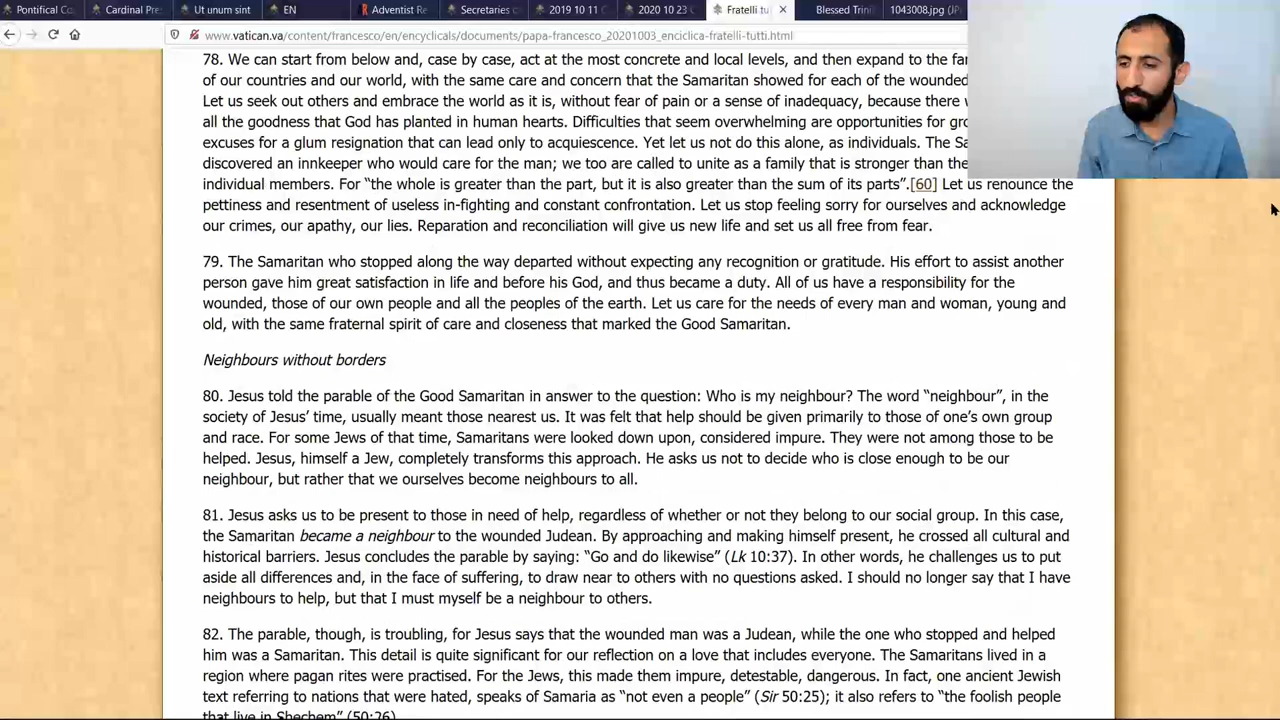 Pontifical Co
Cardinal Pre
Ut unum sint
EN
Adventist Re
Secretaries o
2019 10 11 C
2020 10 23 C
Fratelli tu
Blessed Trini
1043008.jpg (JP
www.vatican.va/content/francesco/en/encyclicals/documents/papa-francesco_20201003_enciclica-fratelli-tutti.html
78. We can start from below and, case by case, act at the most concrete and local levels, and then expand to the far
of our countries and our world, with the same care and concern that the Samaritan showed for each of the wounded
Let us seek out others and embrace the world as it is, without fear of pain or a sense of inadequacy, because there w
all the goodness that God has planted in human hearts. Difficulties that seem overwhelming are opportunities for gro
excuses for a glum resignation that can lead only to acquiescence. Yet let us not do this alone, as individuals. The Sa
discovered an innkeeper who would care for the man; we too are called to unite as a family that is stronger than the
individual members. For “the whole is greater than the part, but it is also greater than the sum of its parts”.[60] Let us renounce the
pettiness and resentment of useless in-fighting and constant confrontation. Let us stop feeling sorry for ourselves and acknowledge
our crimes, our apathy, our lies. Reparation and reconciliation will give us new life and set us all free from fear.
79. The Samaritan who stopped along the way departed without expecting any recognition or gratitude. His effort to assist another
person gave him great satisfaction in life and before his God, and thus became a duty. All of us have a responsibility for the
wounded, those of our own people and all the peoples of the earth. Let us care for the needs of every man and woman, young and
old, with the same fraternal spirit of care and closeness that marked the Good Samaritan.
Neighbours without borders
80. Jesus told the parable of the Good Samaritan in answer to the question: Who is my neighbour? The word “neighbour”, in the
society of Jesus’ time, usually meant those nearest us. It was felt that help should be given primarily to those of one’s own group
and race. For some Jews of that time, Samaritans were looked down upon, considered impure. They were not among those to be
helped. Jesus, himself a Jew, completely transforms this approach. He asks us not to decide who is close enough to be our
neighbour, but rather that we ourselves become neighbours to all.
81. Jesus asks us to be present to those in need of help, regardless of whether or not they belong to our social group. In this case,
the Samaritan became a neighbour to the wounded Judean. By approaching and making himself present, he crossed all cultural and
historical barriers. Jesus concludes the parable by saying: “Go and do likewise” (Lk 10:37). In other words, he challenges us to put
aside all differences and, in the face of suffering, to draw near to others with no questions asked. I should no longer say that I have
neighbours to help, but that I must myself be a neighbour to others.
82. The parable, though, is troubling, for Jesus says that the wounded man was a Judean, while the one who stopped and helped
him was a Samaritan. This detail is quite significant for our reflection on a love that includes everyone. The Samaritans lived in a
region where pagan rites were practised. For the Jews, this made them impure, detestable, dangerous. In fact, one ancient Jewish
text referring to nations that were hated, speaks of Samaria as “not even a people” (Sir 50:25); it also refers to “the foolish people
that live in Shechem” (50:26).